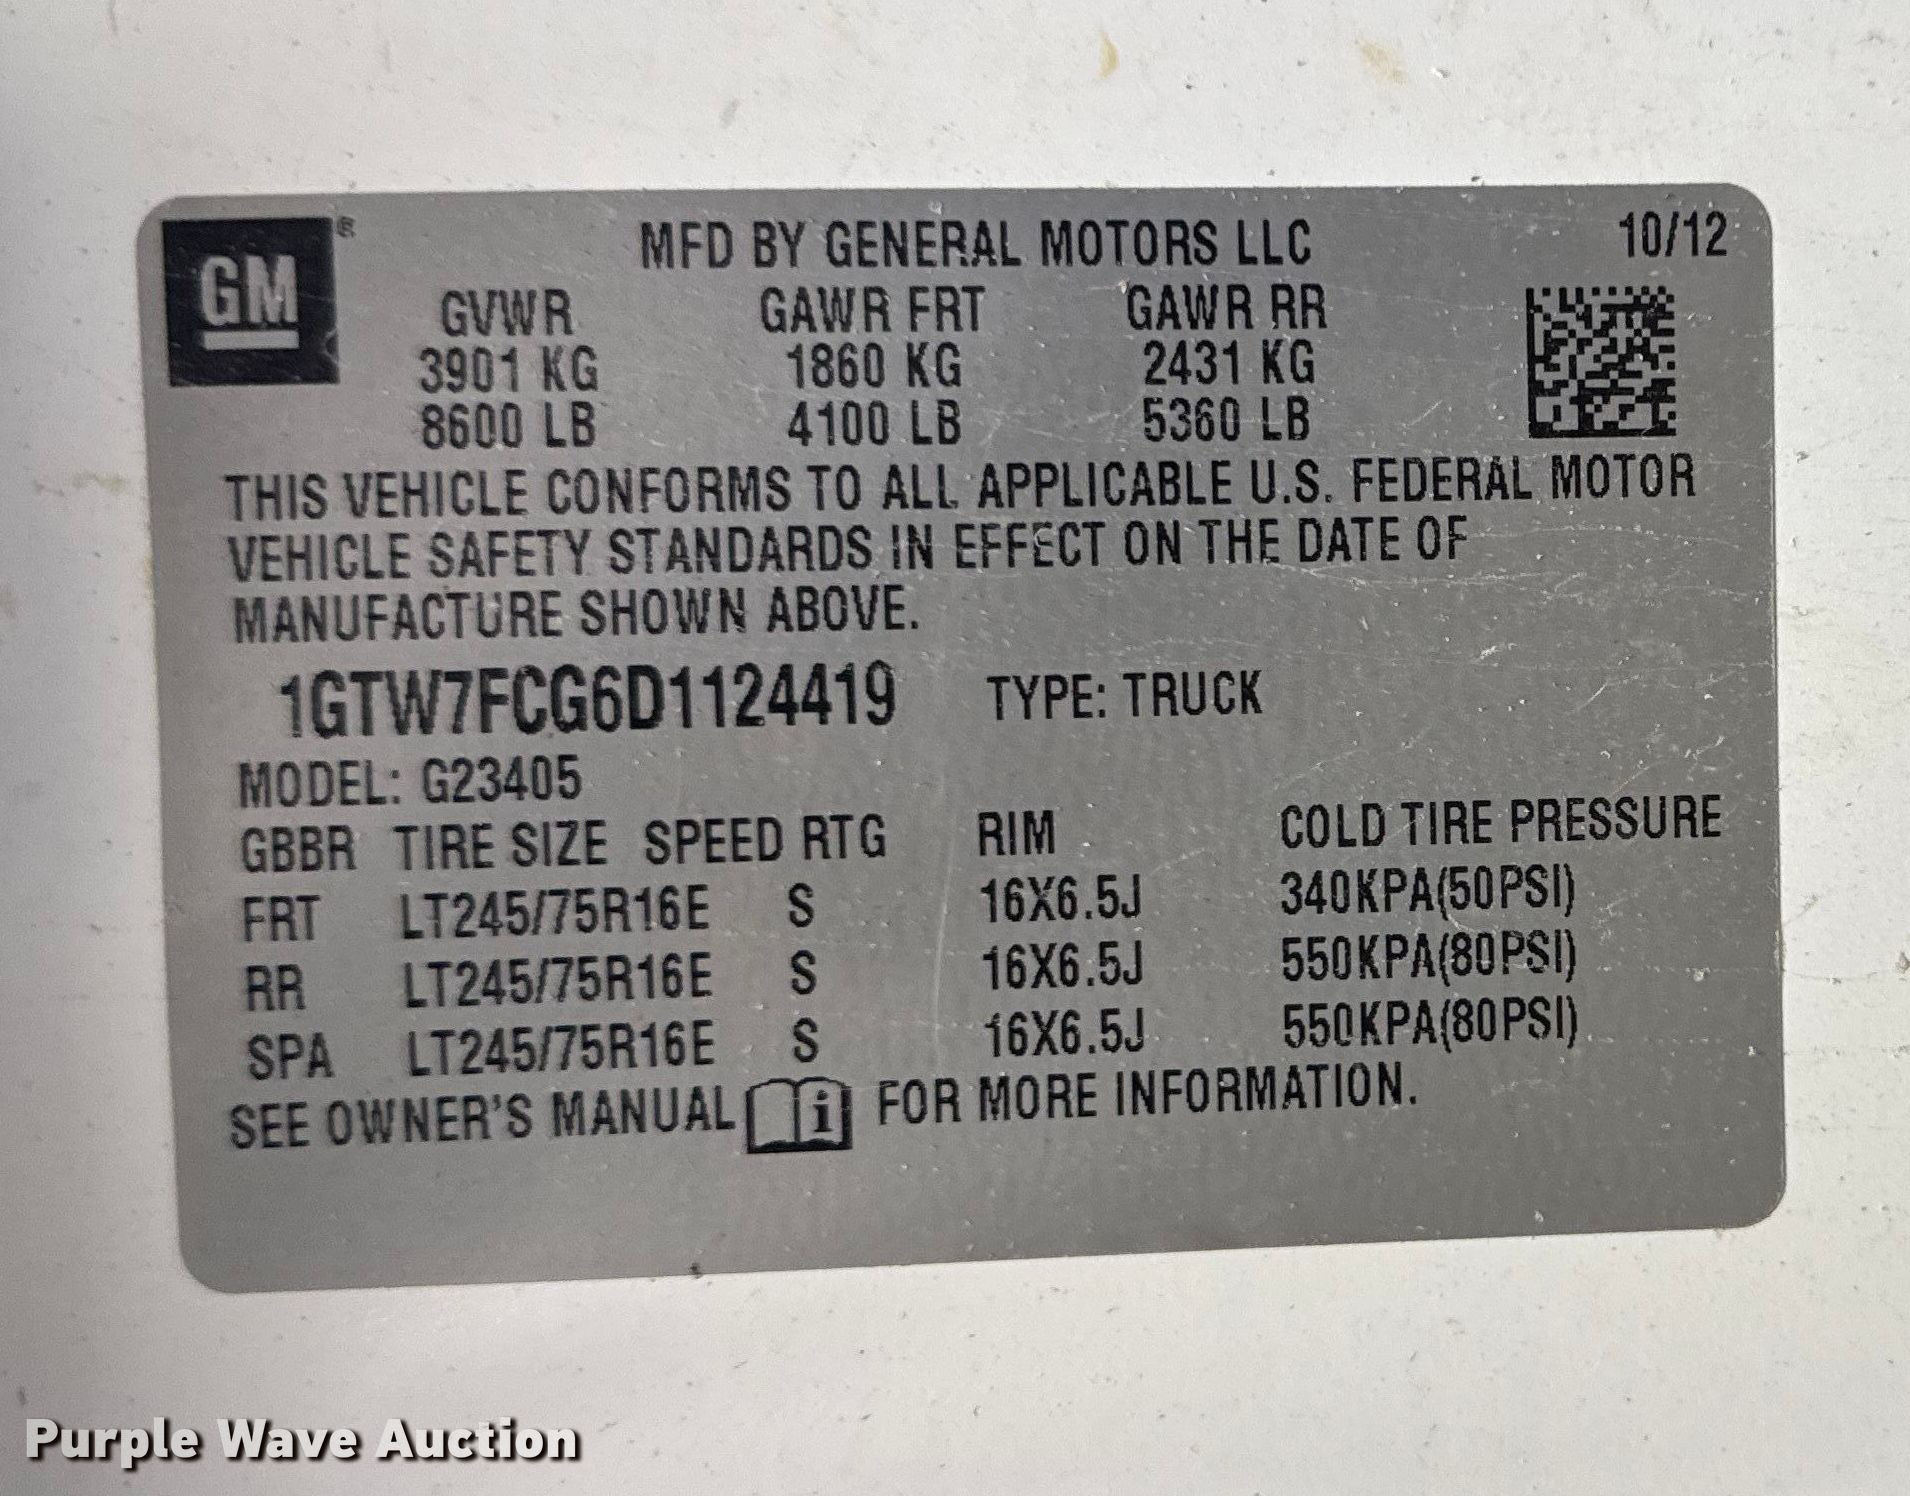 GM ® MFD BY GENERAL MOTORS LLC 10/12
GVWR GAWR FRT GAWR RR
3901 KG 1860 KG 2431 KG
8600 LB 4100 LB 5360 LB
THIS VEHICLE CONFORMS TO ALL APPLICABLE U.S. FEDERAL MOTOR
VEHICLE SAFETY STANDARDS IN EFFECT ON THE DATE OF
MANUFACTURE SHOWN ABOVE.
1GTW7FCG6D1124419 TYPE: TRUCK
MODEL: G23405
GBBR TIRE SIZE SPEED RTG RIM COLD TIRE PRESSURE
FRT LT245/75R16E S 16X6.5J 340KPA(50PSI)
RR LT245/75R16E S 16X6.5J 550KPA(80PSI)
SPA LT245/75R16E S 16X6.5J 550KPA(80PSI)
SEE OWNER'S MANUAL i FOR MORE INFORMATION.
Purple Wave Auction